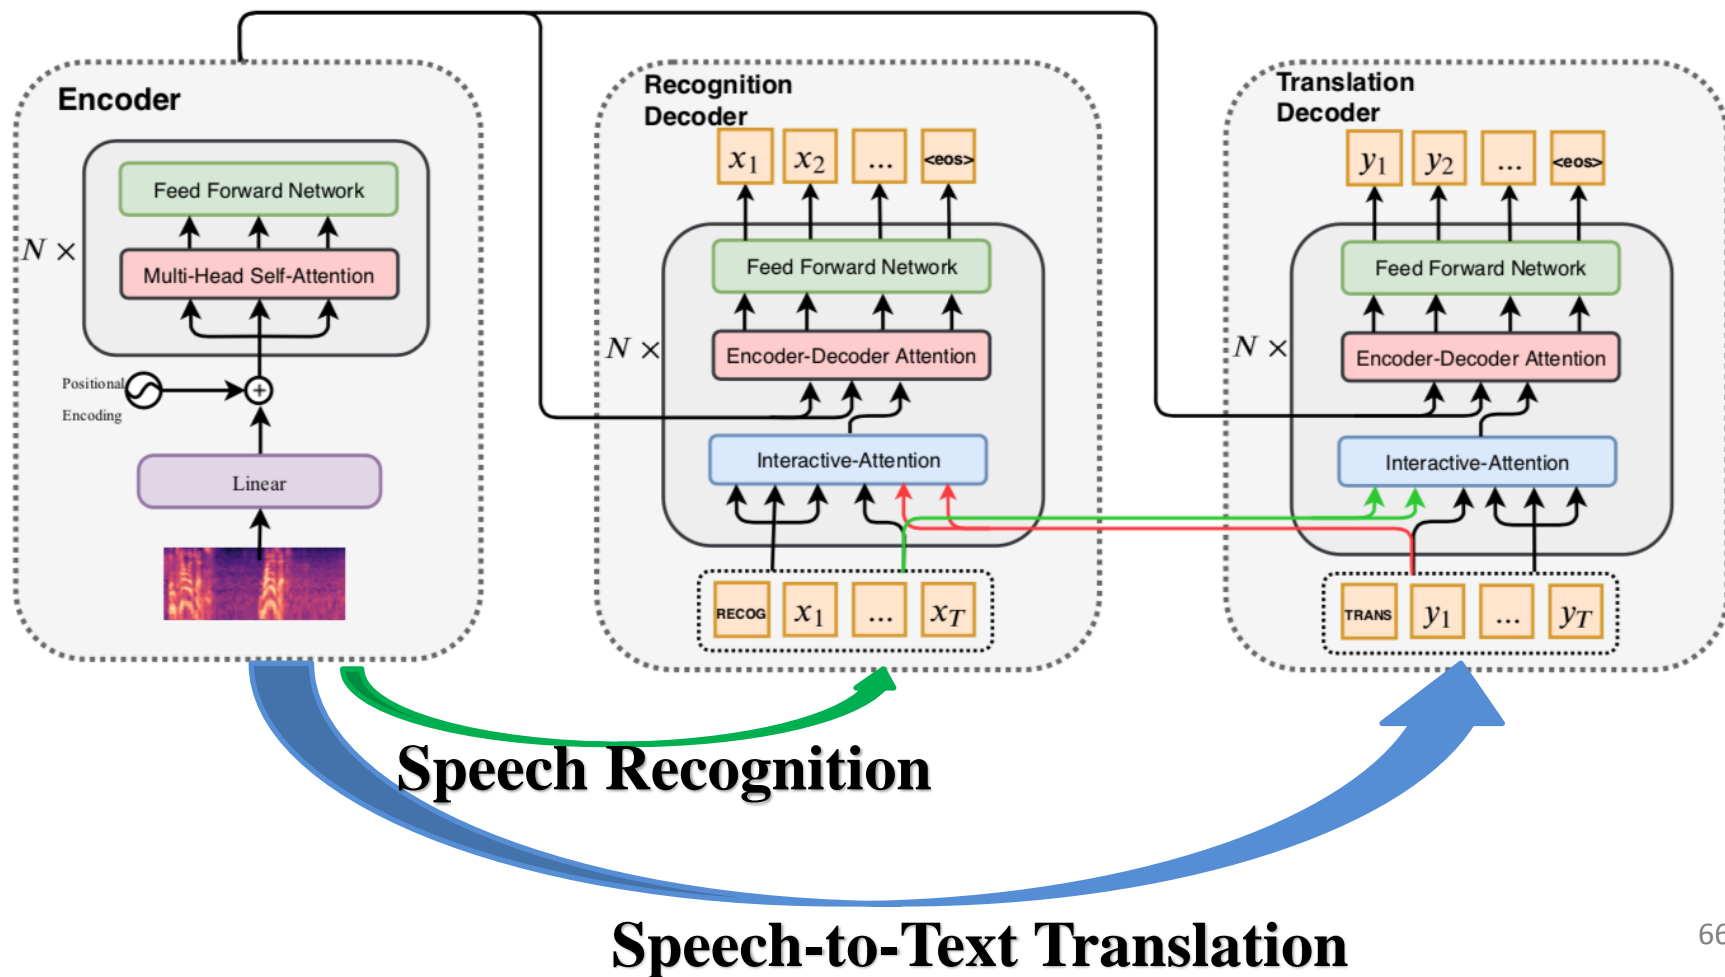 Encoder
Feed Forward Network
N ×
Multi-Head Self-Attention
Positional
Encoding
+
Linear
Recognition
Decoder
x1 x2 ... <eos>
Feed Forward Network
N ×
Encoder-Decoder Attention
Interactive-Attention
RECOG x1 ... xT
Translation
Decoder
y1 y2 ... <eos>
Feed Forward Network
N ×
Encoder-Decoder Attention
Interactive-Attention
TRANS y1 ... yT
Speech Recognition
Speech-to-Text Translation
66